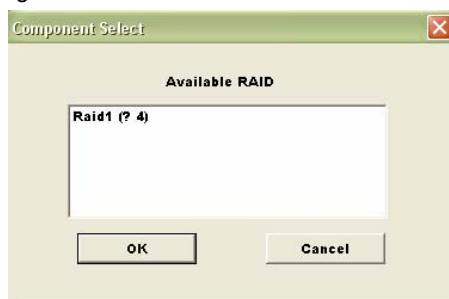 Component Select
Available RAID
Raid1 (? 4)
OK
Cancel